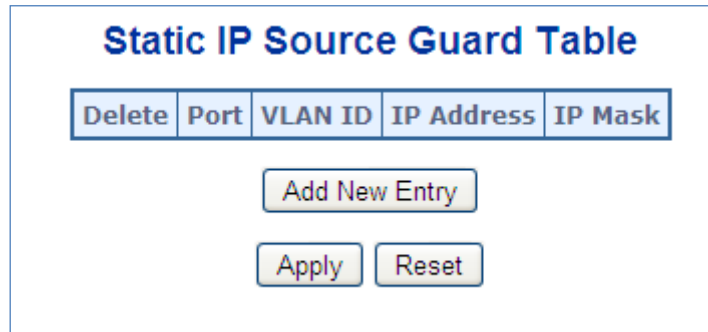 Static IP Source Guard Table
Delete Port VLAN ID IP Address IP Mask
Add New Entry
Apply Reset